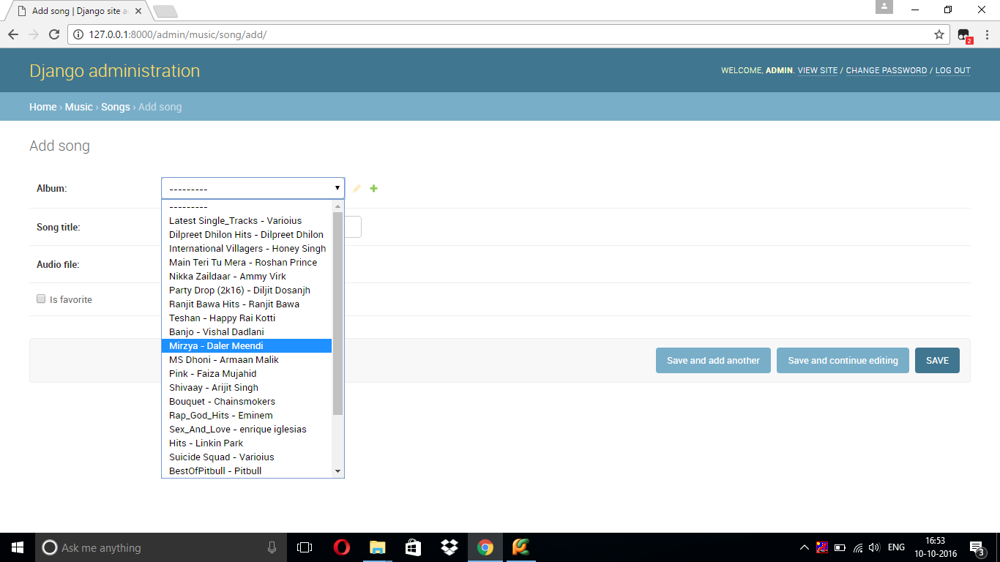 Add song | Django site a
127.0.0.1:8000/admin/music/song/add/
2
Django administration
WELCOME, ADMIN. VIEW SITE / CHANGE PASSWORD / LOG OUT
Home › Music › Songs › Add song
Add song
Album:
---------
---------
Latest Single_Tracks - Varioius
Dilpreet Dhilon Hits - Dilpreet Dhilon
International Villagers - Honey Singh
Main Teri Tu Mera - Roshan Prince
Nikka Zaildaar - Ammy Virk
Party Drop (2k16) - Diljit Dosanjh
Ranjit Bawa Hits - Ranjit Bawa
Teshan - Happy Rai Kotti
Banjo - Vishal Dadlani
Mirzya - Daler Meendi
MS Dhoni - Armaan Malik
Pink - Faiza Mujahid
Shivaay - Arijit Singh
Bouquet - Chainsmokers
Rap_God_Hits - Eminem
Sex_And_Love - enrique iglesias
Hits - Linkin Park
Suicide Squad - Varioius
BestOfPitbull - Pitbull
Song title:
Audio file:
Is favorite
Save and add another
Save and continue editing
SAVE
Ask me anything
ENG
16:53
10-10-2016
3